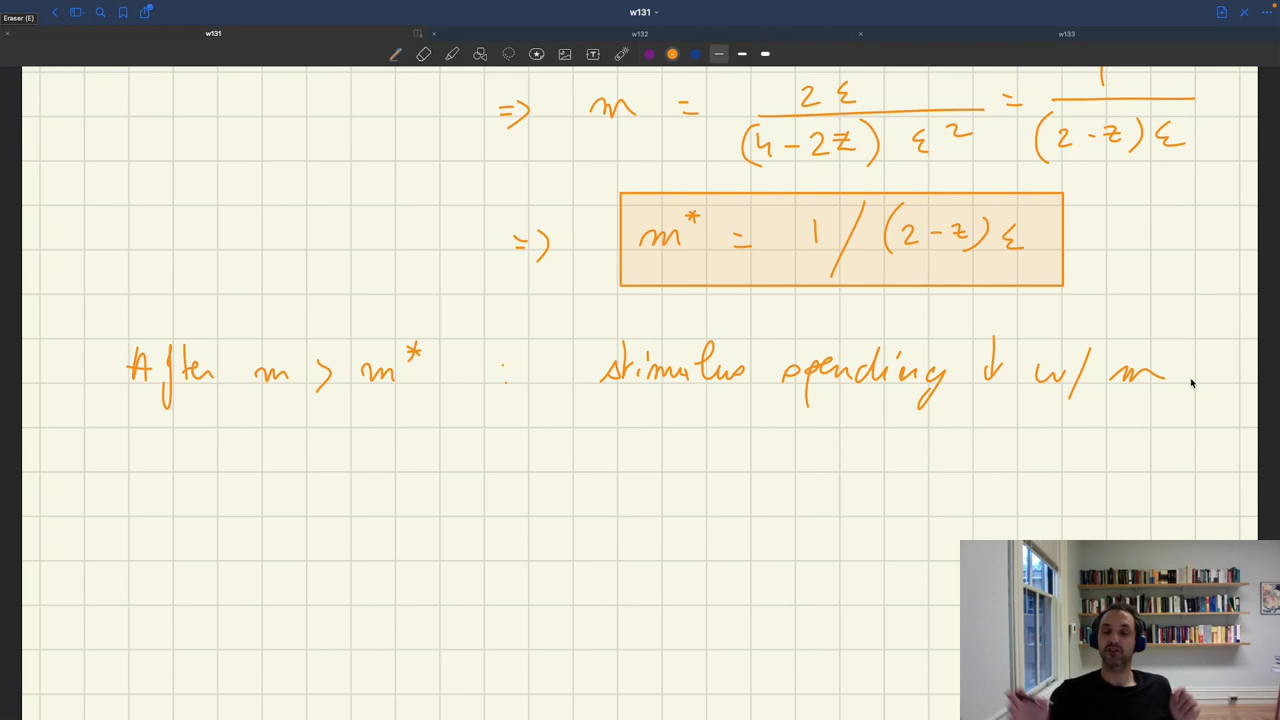 w131
Eraser (E)
w131 w132 w133
=> m = 2ε / (4-2z) ε² = 1 / (2-z) ε
=> m* = 1 / (2-z) ε
After m > m* : stimulus spending ↓ w/ m